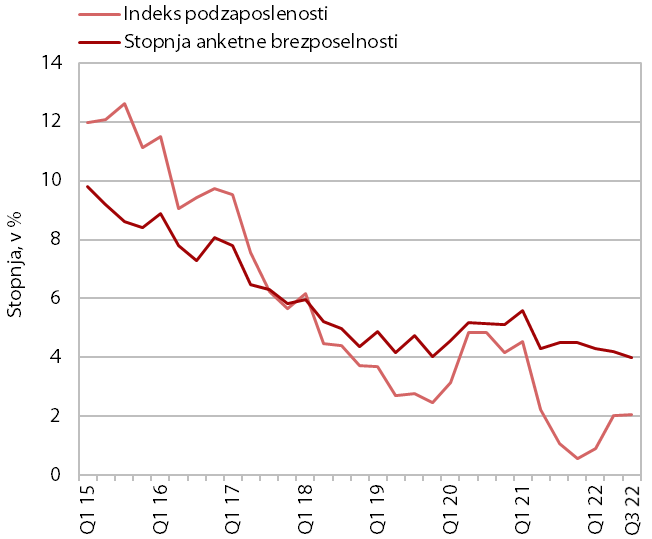 Indeks podzaposlenosti
Stopnja anketne brezposelnosti
14
12
10
8
6
4
2
0
Stopnja, v %
Q1 15
Q1 16
Q1 17
Q1 18
Q1 19
Q1 20
Q1 21
Q1 22
Q3 22